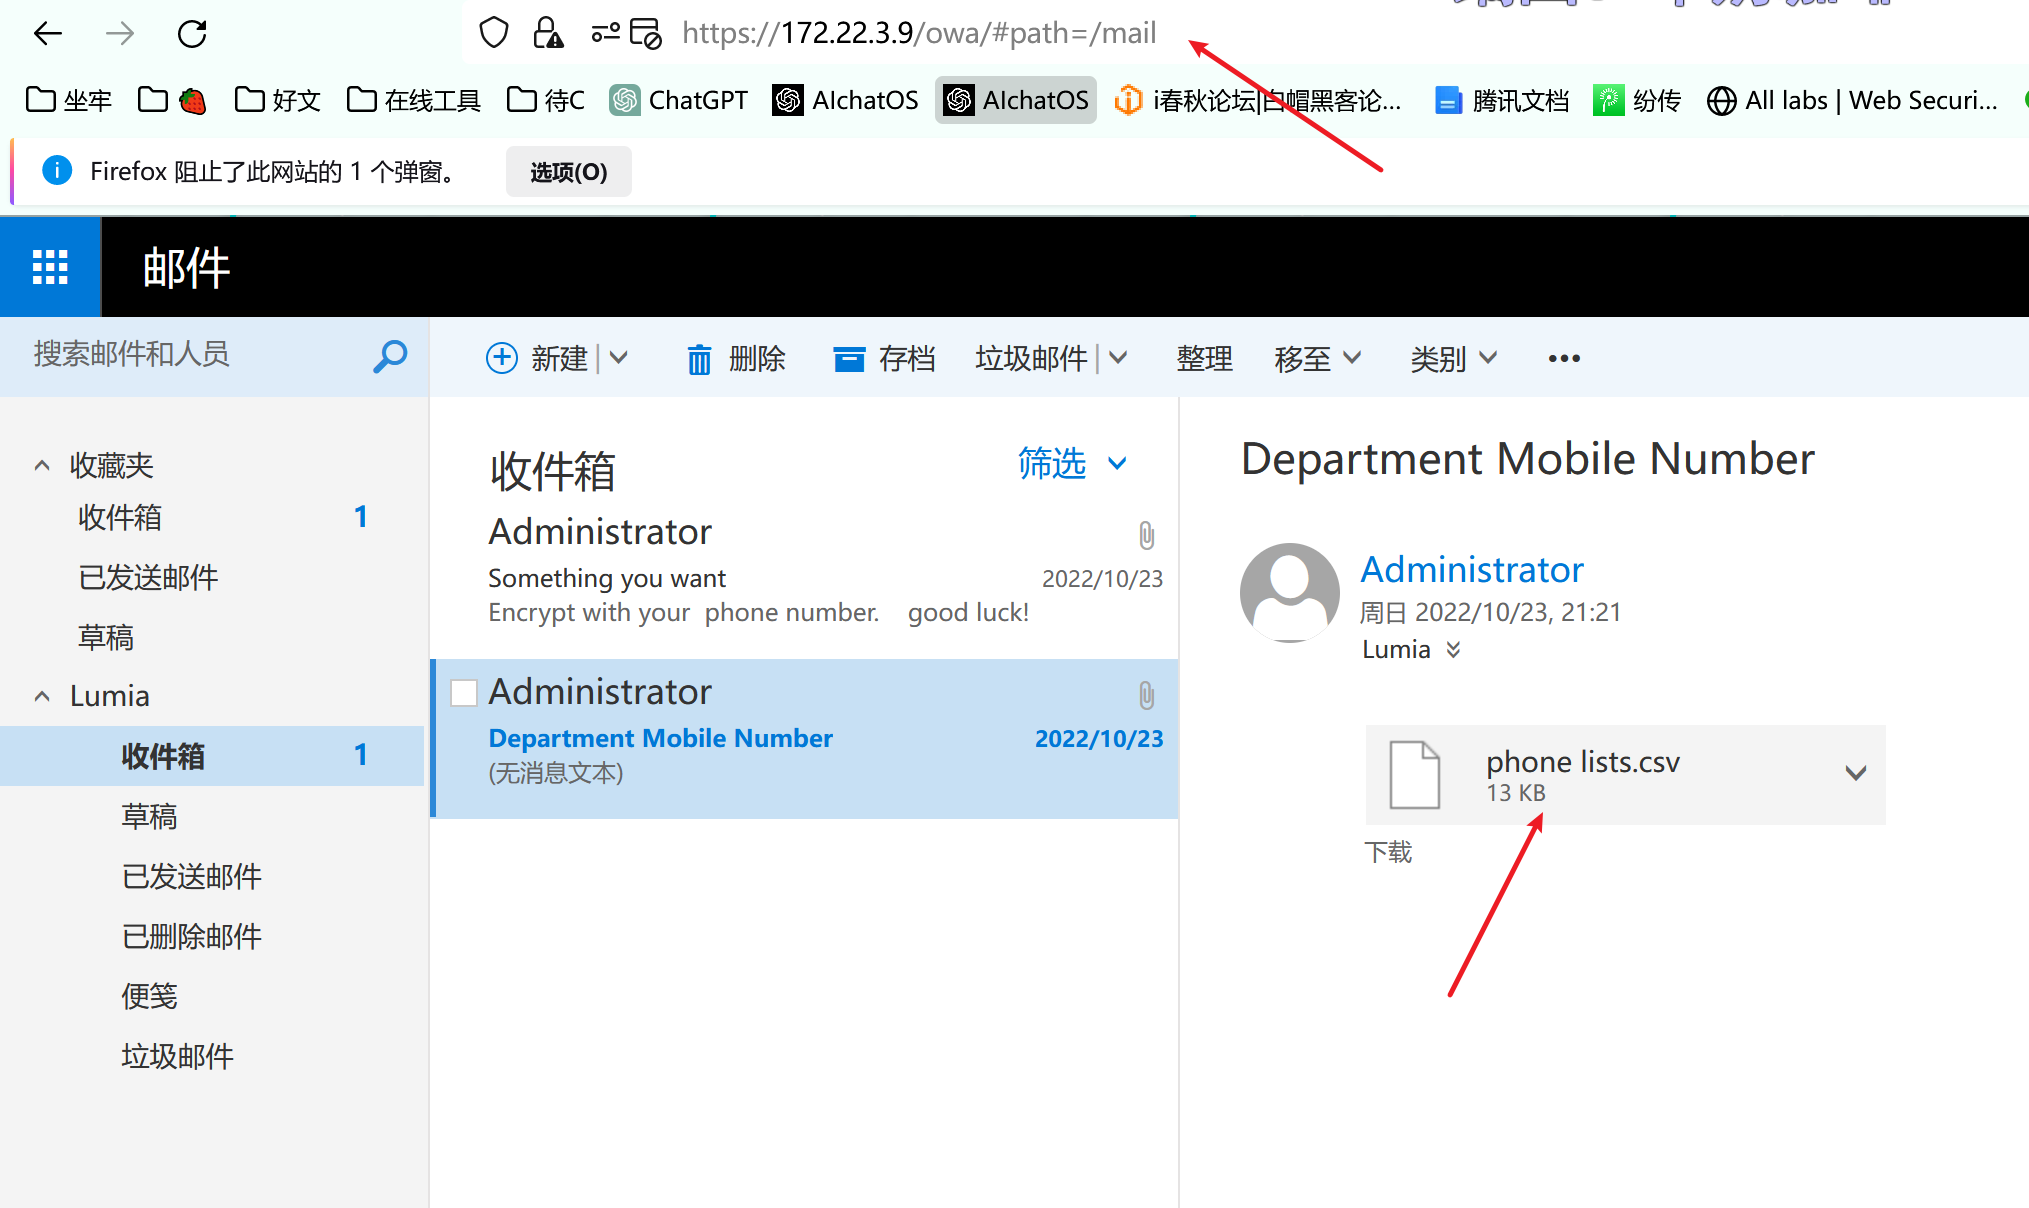 https://172.22.3.9/owa/#path=/mail
坐牢 好文 在线工具 待C ChatGPT AIchatOS AIchatOS i春秋论坛|白帽黑客论... 腾讯文档 纷传 All labs | Web Securi...
Firefox 阻止了此网站的 1 个弹窗。 选项(O)
邮件
搜索邮件和人员
新建 删除 存档 垃圾邮件 整理 移至 类别 •••
收藏夹
收件箱 1
已发送邮件
草稿
Lumia
收件箱 1
草稿
已发送邮件
已删除邮件
便笺
垃圾邮件
收件箱 筛选
Administrator
Something you want 2022/10/23
Encrypt with your phone number. good luck!
Administrator
Department Mobile Number 2022/10/23
(无消息文本)
Department Mobile Number
Administrator
周日 2022/10/23, 21:21
Lumia
phone lists.csv
13 KB
下载